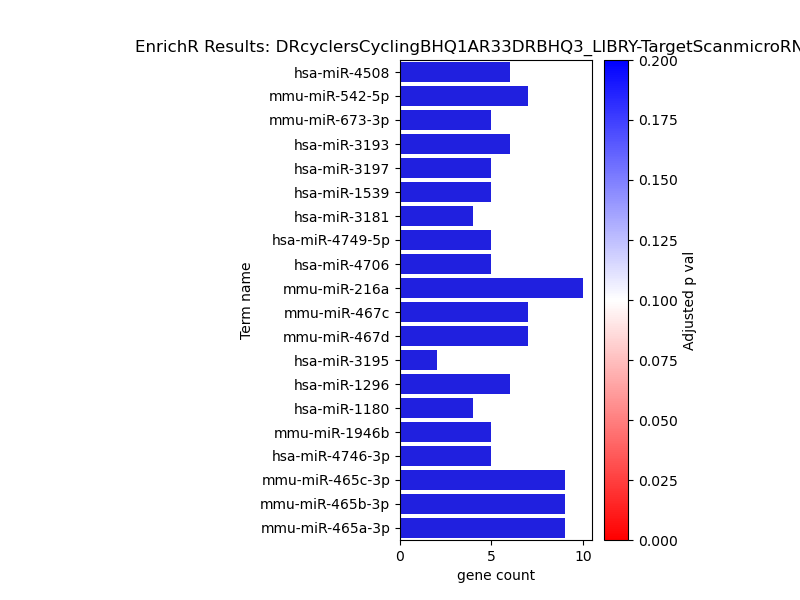 EnrichR Results: DRcyclersCyclingBHQ1AR33DRBHQ3_LIBRY-TargetScanmicroRN
hsa-miR-4508
mmu-miR-542-5p
mmu-miR-673-3p
hsa-miR-3193
hsa-miR-3197
hsa-miR-1539
hsa-miR-3181
hsa-miR-4749-5p
hsa-miR-4706
mmu-miR-216a
mmu-miR-467c
mmu-miR-467d
hsa-miR-3195
hsa-miR-1296
hsa-miR-1180
mmu-miR-1946b
hsa-miR-4746-3p
mmu-miR-465c-3p
mmu-miR-465b-3p
mmu-miR-465a-3p
Term name
0 5 10
gene count
0.200
0.175
0.150
0.125
0.100
0.075
0.050
0.025
0.000
Adjusted p val